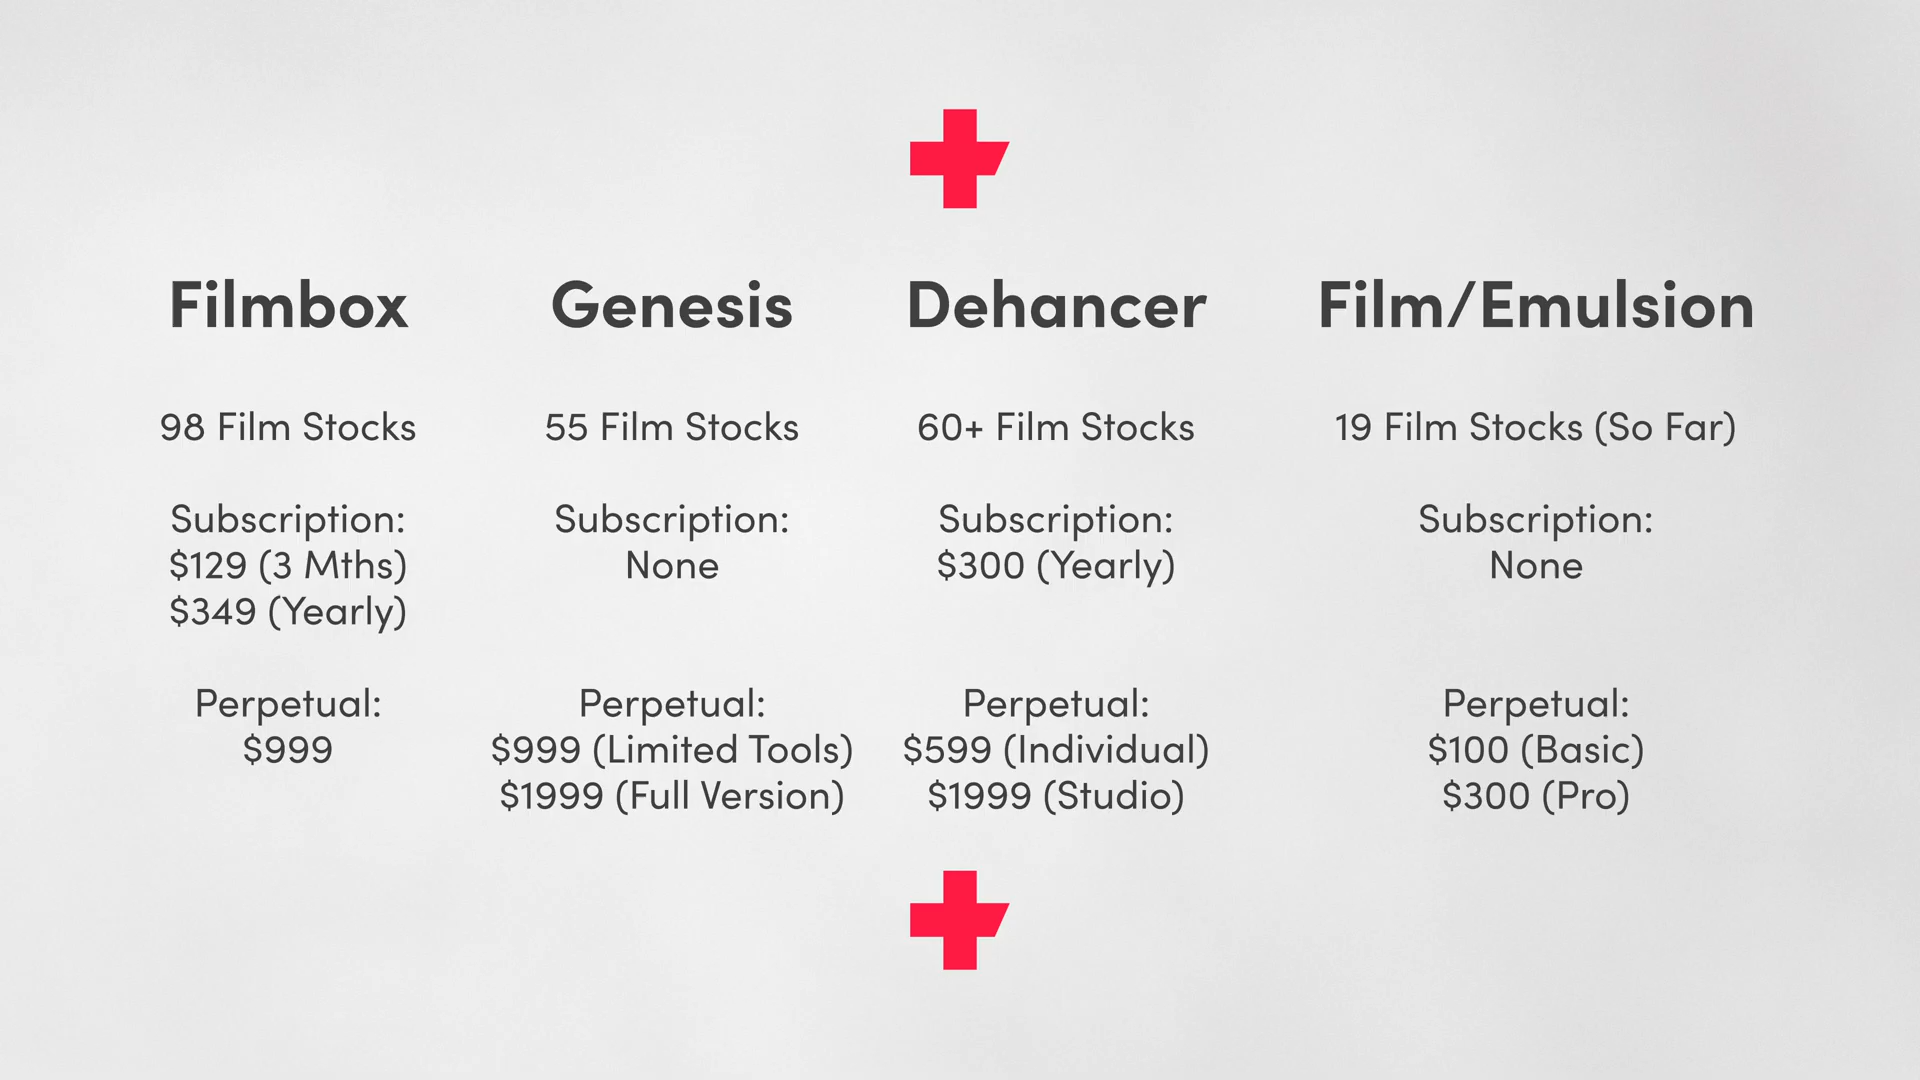 Filmbox
98 Film Stocks
Subscription:
$129 (3 Mths)
$349 (Yearly)
Perpetual:
$999
Genesis
55 Film Stocks
Subscription:
None
Perpetual:
$999 (Limited Tools)
$1999 (Full Version)
Dehancer
60+ Film Stocks
Subscription:
$300 (Yearly)
Perpetual:
$599 (Individual)
$1999 (Studio)
Film/Emulsion
19 Film Stocks (So Far)
Subscription:
None
Perpetual:
$100 (Basic)
$300 (Pro)